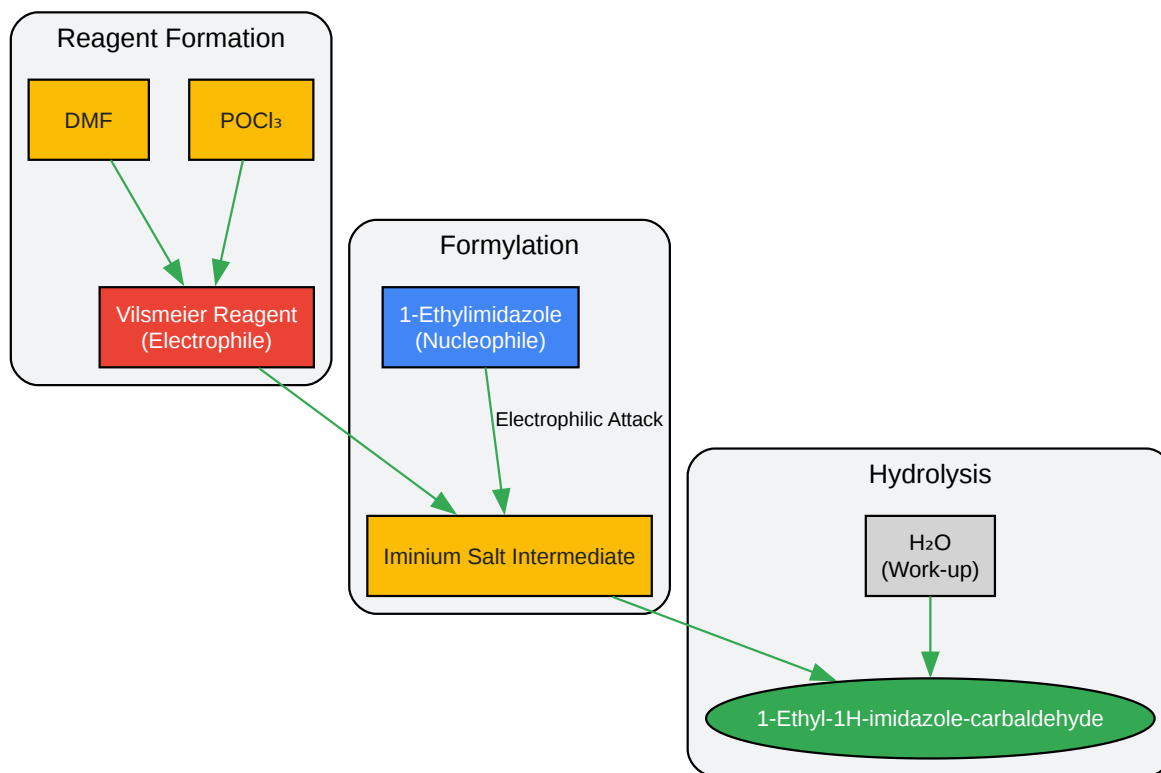 Reagent Formation
DMF
POCl₃
Vilsmeier Reagent
(Electrophile)
Formylation
1-Ethylimidazole
(Nucleophile)
Electrophilic Attack
Iminium Salt Intermediate
Hydrolysis
H₂O
(Work-up)
1-Ethyl-1H-imidazole-carbaldehyde